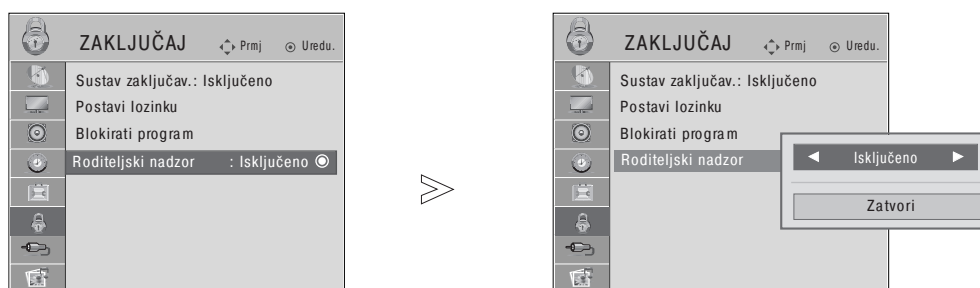 ZAKLJUČAJ Prmj Uredu.
Sustav zaključav.: Isključeno
Postavi lozinku
Blokirati program
Roditeljski nadzor : Isključeno
ZAKLJUČAJ Prmj Uredu.
Sustav zaključav.: Isključeno
Postavi lozinku
Blokirati program
Roditeljski nadzor
Isključeno
Zatvori